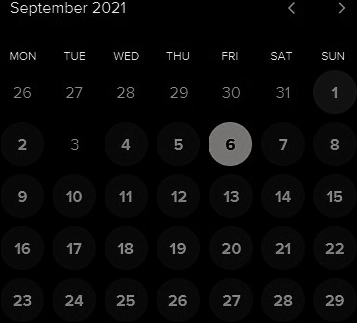 September 2021
MON TUE WED THU FRI SAT SUN
26 27 28 29 30 31 1
2 3 4 5 6 7 8
9 10 11 12 13 14 15
16 17 18 19 20 21 22
23 24 25 26 27 28 29